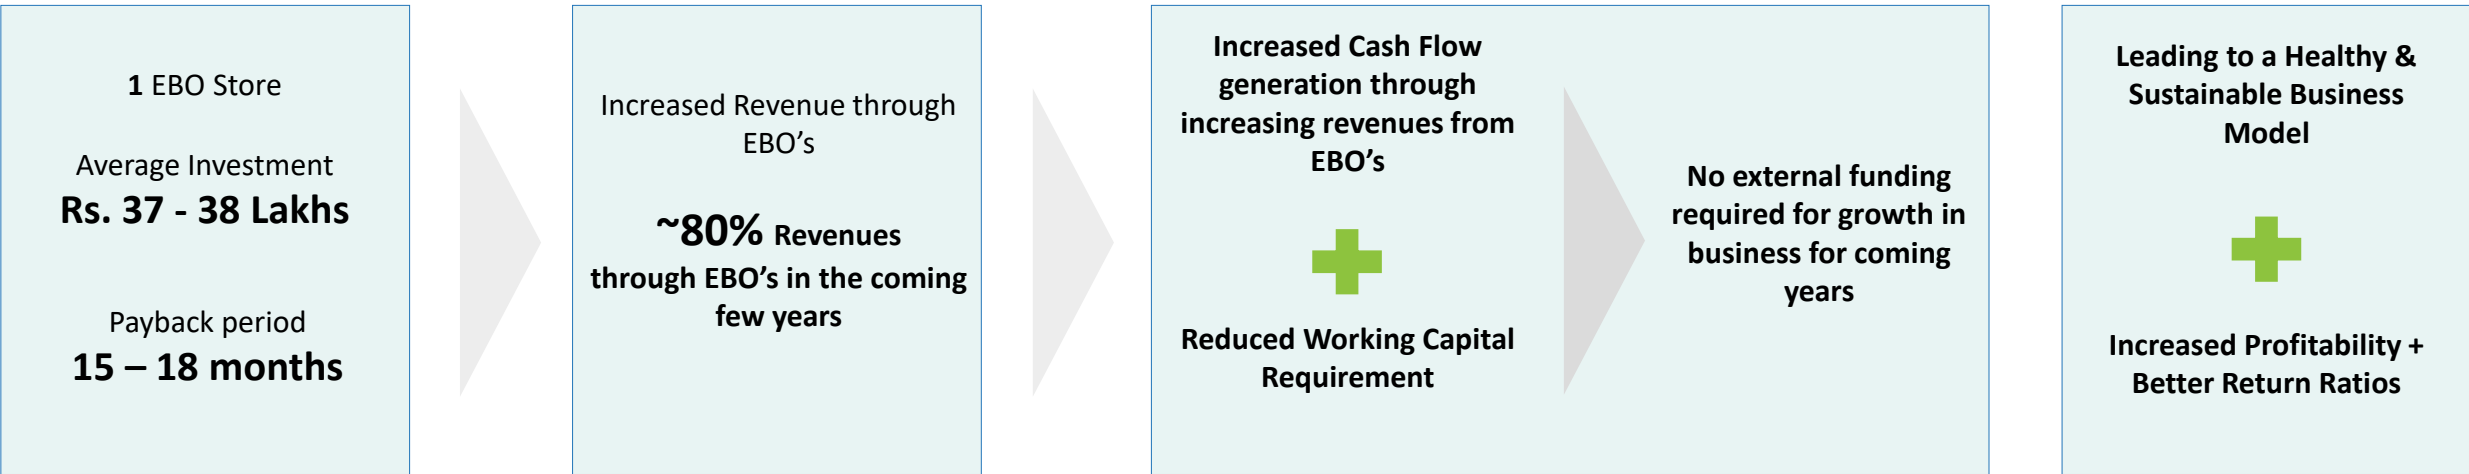 1 EBO Store
Average Investment
Rs. 37 - 38 Lakhs
Payback period
15 – 18 months
Increased Revenue through
EBO’s
~80% Revenues
through EBO’s in the coming
few years
Increased Cash Flow
generation through
increasing revenues from
EBO’s
Reduced Working Capital
Requirement
No external funding
required for growth in
business for coming
years
Leading to a Healthy &
Sustainable Business
Model
Increased Profitability +
Better Return Ratios